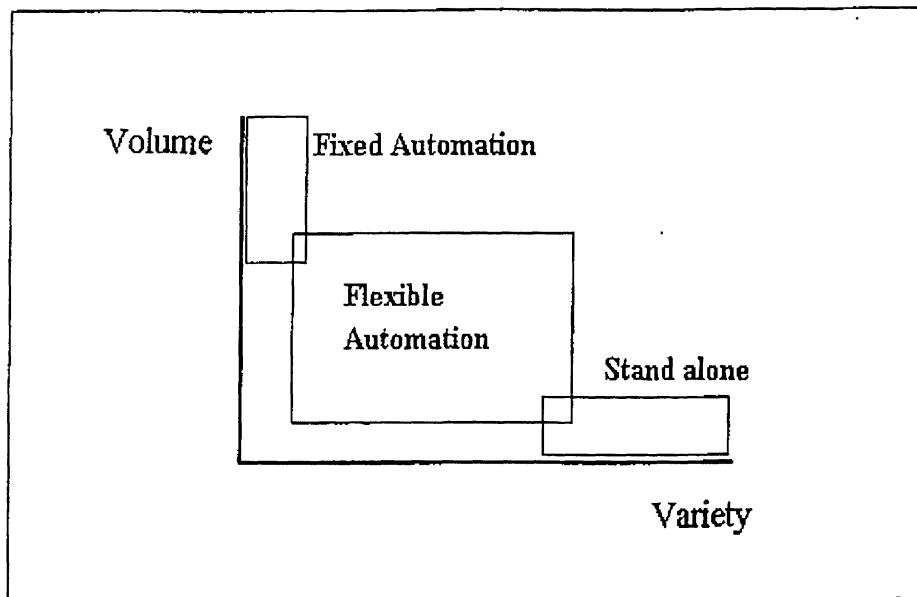 Volume
Fixed Automation
Flexible
Automation
Stand alone
Variety